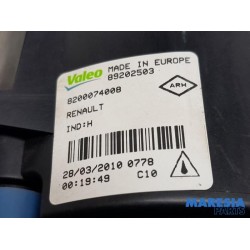 Valeo
MADE IN EUROPE
89202503
8200074008
RENAULT
IND:H
ARH
28/03/2010 0778
00:19:49 C10
MARESIA